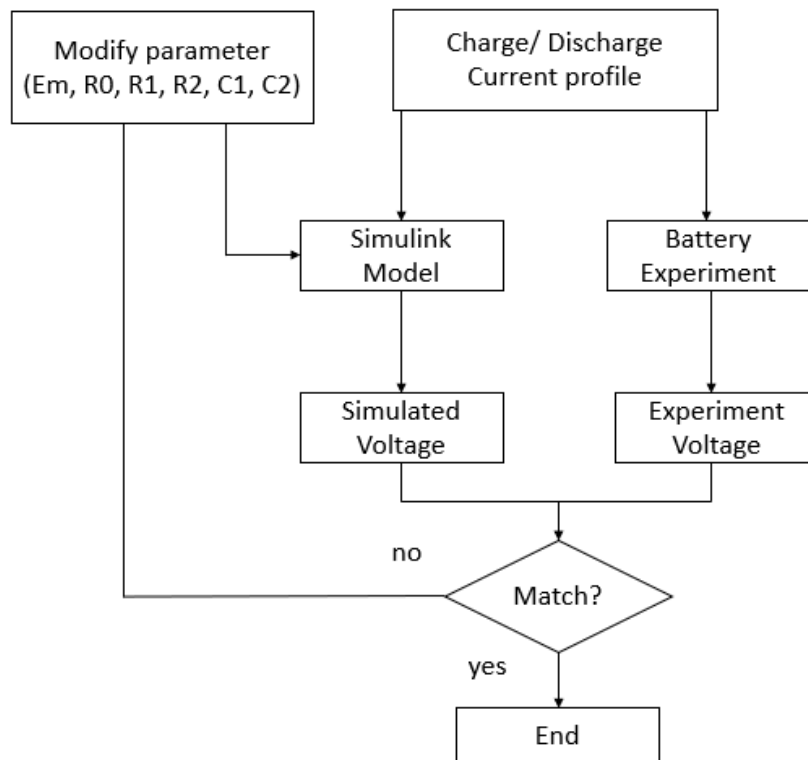 Modify parameter
(Em, R0, R1, R2, C1, C2)
Charge/ Discharge
Current profile
Simulink
Model
Battery
Experiment
Simulated
Voltage
Experiment
Voltage
no
Match?
yes
End